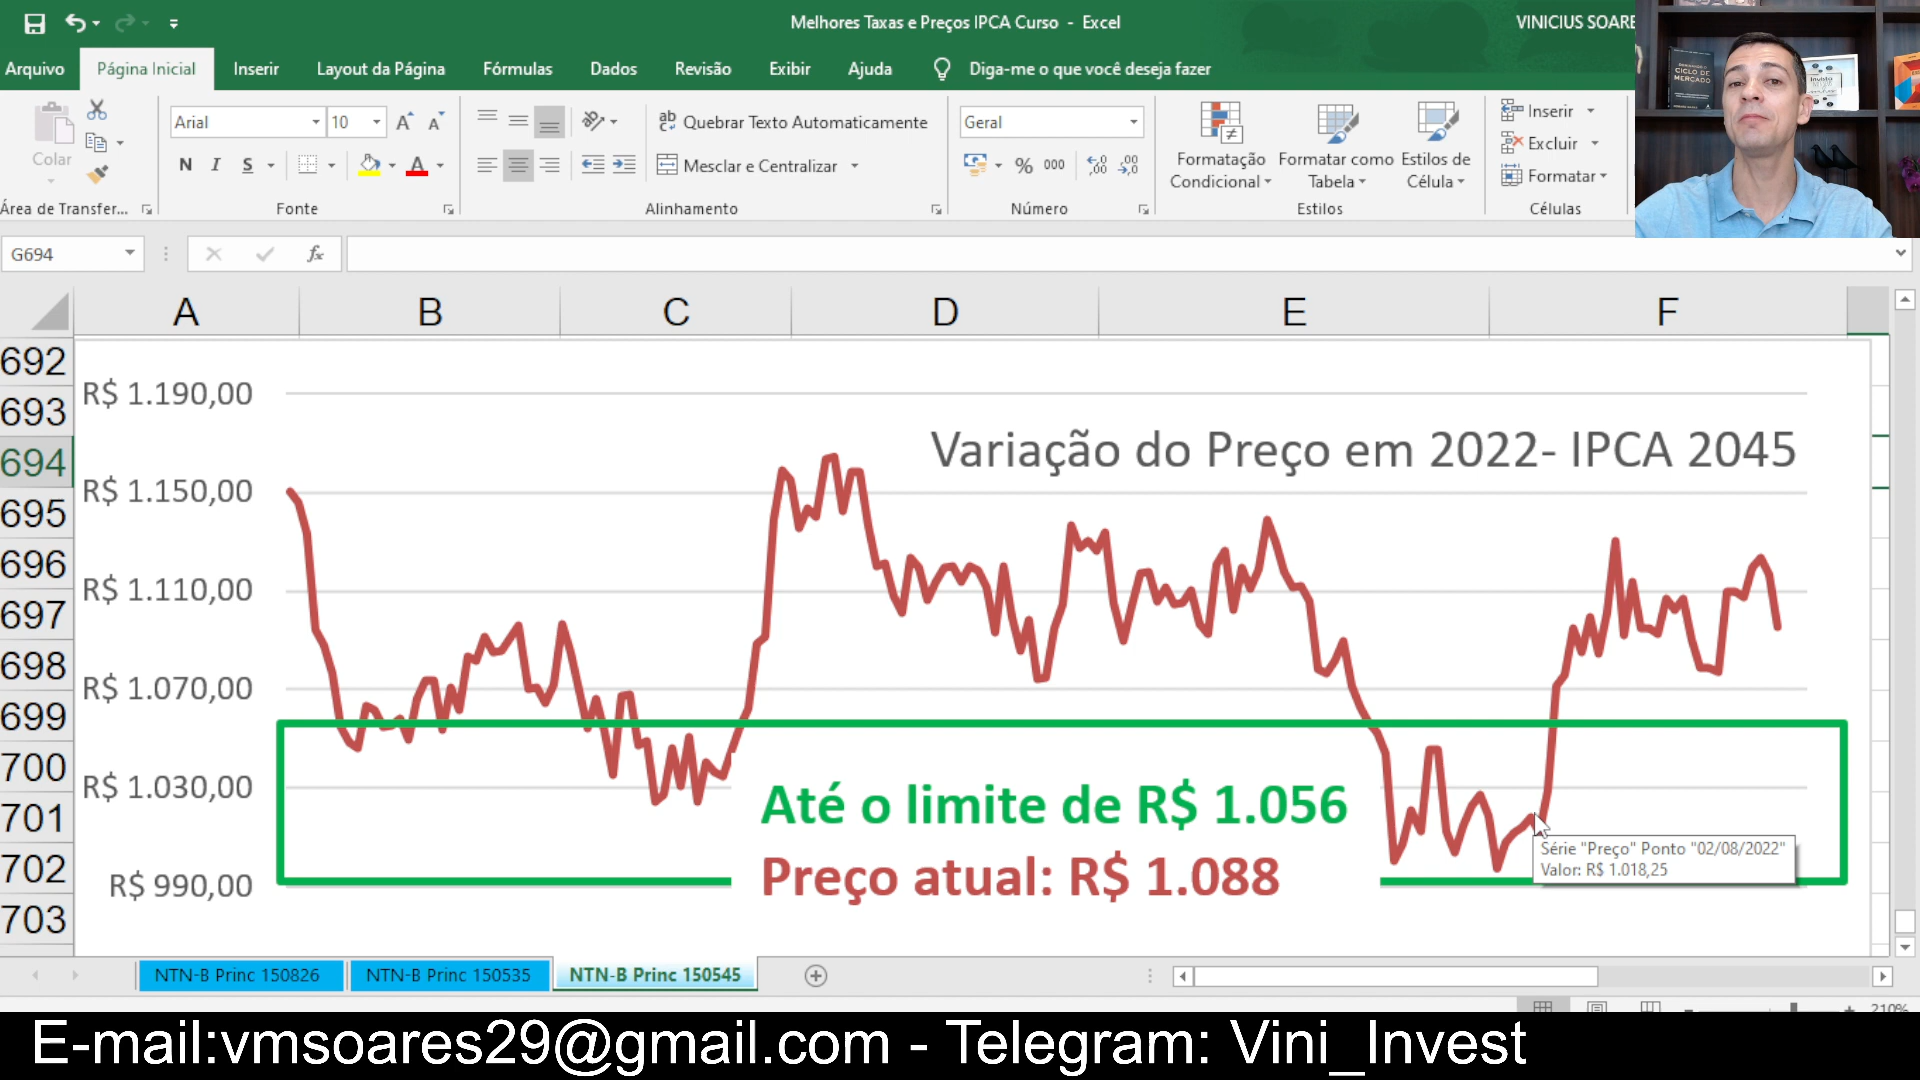 Melhores Taxas e Preços IPCA Curso - Excel
VINICIUS SOARE
Arquivo Página Inicial Inserir Layout da Página Fórmulas Dados Revisão Exibir Ajuda Diga-me o que você deseja fazer
Colar
Área de Transfer...
Arial 10
N I S
Fonte
Quebrar Texto Automaticamente
Mesclar e Centralizar
Alinhamento
Geral
% 000
Número
Formatação Condicional
Formatar como Tabela
Estilos de Célula
Estilos
Inserir
Excluir
Formatar
Células
CICLO DE
MERCADO
G694
fx
A B C D E F
692
693
694
695
696
697
698
699
700
701
702
703
R$ 1.190,00
R$ 1.150,00
R$ 1.110,00
R$ 1.070,00
R$ 1.030,00
R$ 990,00
Variação do Preço em 2022- IPCA 2045
Até o limite de R$ 1.056
Preço atual: R$ 1.088
Série "Preço" Ponto "02/08/2022"
Valor: R$ 1.018,25
NTN-B Princ 150826 NTN-B Princ 150535 NTN-B Princ 150545
210%
E-mail:vmsoares29@gmail.com - Telegram: Vini_Invest